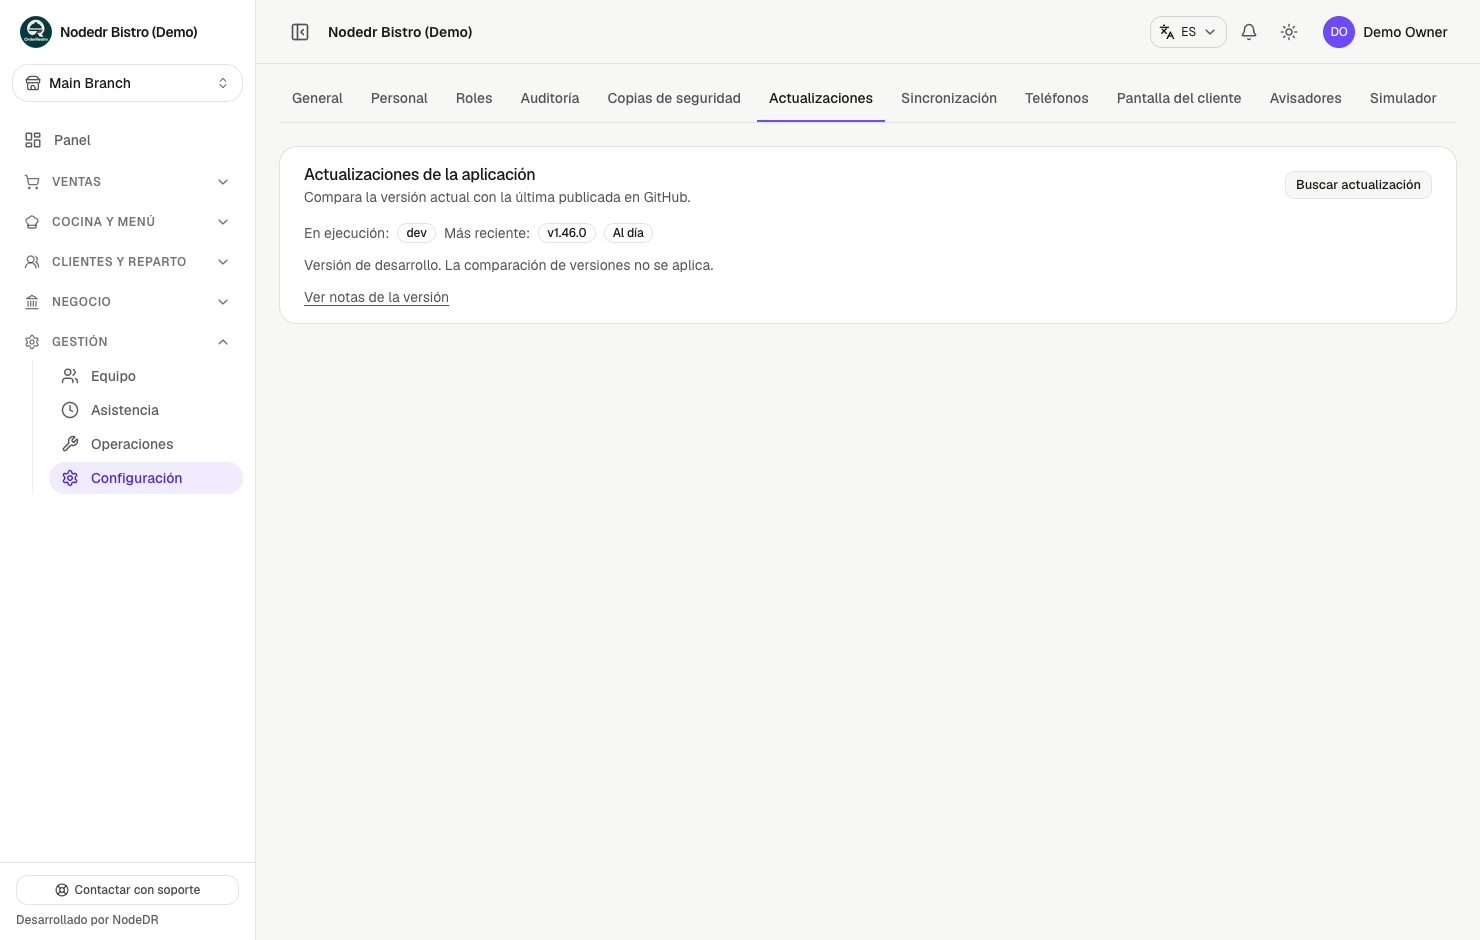 Nodedr Bistro (Demo)
Main Branch
Panel
VENTAS
COCINA Y MENÚ
CLIENTES Y REPARTO
NEGOCIO
GESTIÓN
Equipo
Asistencia
Operaciones
Configuración
Contactar con soporte
Desarrollado por NodeDR
Nodedr Bistro (Demo)
ES
DO Demo Owner
General Personal Roles Auditoría Copias de seguridad Actualizaciones Sincronización Teléfonos Pantalla del cliente Avisadores Simulador
Actualizaciones de la aplicación
Compara la versión actual con la última publicada en GitHub.
Buscar actualización
En ejecución: dev Más reciente: v1.46.0 Al día
Versión de desarrollo. La comparación de versiones no se aplica.
Ver notas de la versión